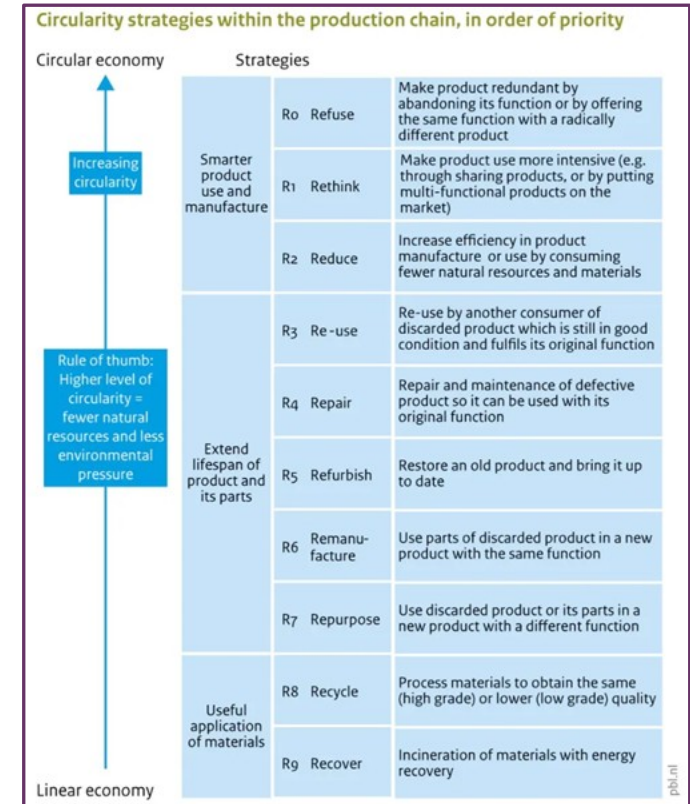 Circularity strategies within the production chain, in order of priority
Circular economy
Strategies
Increasing
circularity
Rule of thumb:
Higher level of
circularity =
fewer natural
resources and less
environmental
pressure
Linear economy
Smarter
product
use and
manufacture
R0 Refuse
Make product redundant by
abandoning its function or by offering
the same function with a radically
different product
R1 Rethink
Make product use more intensive (e.g.
through sharing products, or by putting
multi-functional products on the
market)
R2 Reduce
Increase efficiency in product
manufacture or use by consuming
fewer natural resources and materials
Extend
lifespan of
product and
its parts
R3 Re-use
Re-use by another consumer of
discarded product which is still in good
condition and fulfils its original function
R4 Repair
Repair and maintenance of defective
product so it can be used with its
original function
R5 Refurbish
Restore an old product and bring it up
to date
R6 Remanu-
facture
Use parts of discarded product in a new
product with the same function
R7 Repurpose
Use discarded product or its parts in a
new product with a different function
Useful
application
of materials
R8 Recycle
Process materials to obtain the same
(high grade) or lower (low grade) quality
R9 Recover
Incineration of materials with energy
recovery
pbl.nl